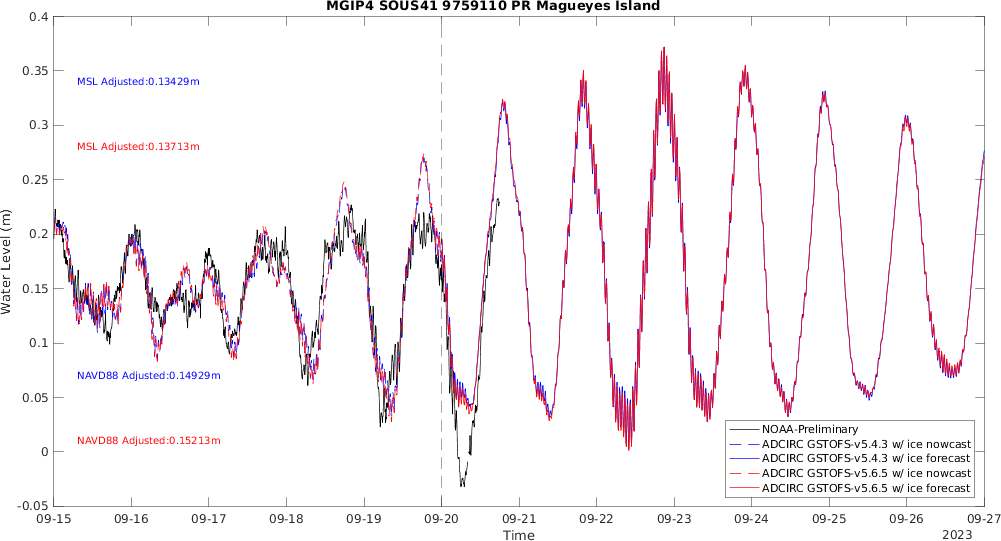 MGIP4 SOUS41 9759110 PR Magueyes Island
0.4
0.35
0.3
0.25
0.2
0.15
0.1
0.05
0
-0.05
Water Level (m)
MSL Adjusted:0.13429m
MSL Adjusted:0.13713m
NAVD88 Adjusted:0.14929m
NAVD88 Adjusted:0.15213m
NOAA-Preliminary
ADCIRC GSTOFS-v5.4.3 w/ ice nowcast
ADCIRC GSTOFS-v5.4.3 w/ ice forecast
ADCIRC GSTOFS-v5.6.5 w/ ice nowcast
ADCIRC GSTOFS-v5.6.5 w/ ice forecast
09-15 09-16 09-17 09-18 09-19 09-20 09-21 09-22 09-23 09-24 09-25 09-26 09-27
Time
2023